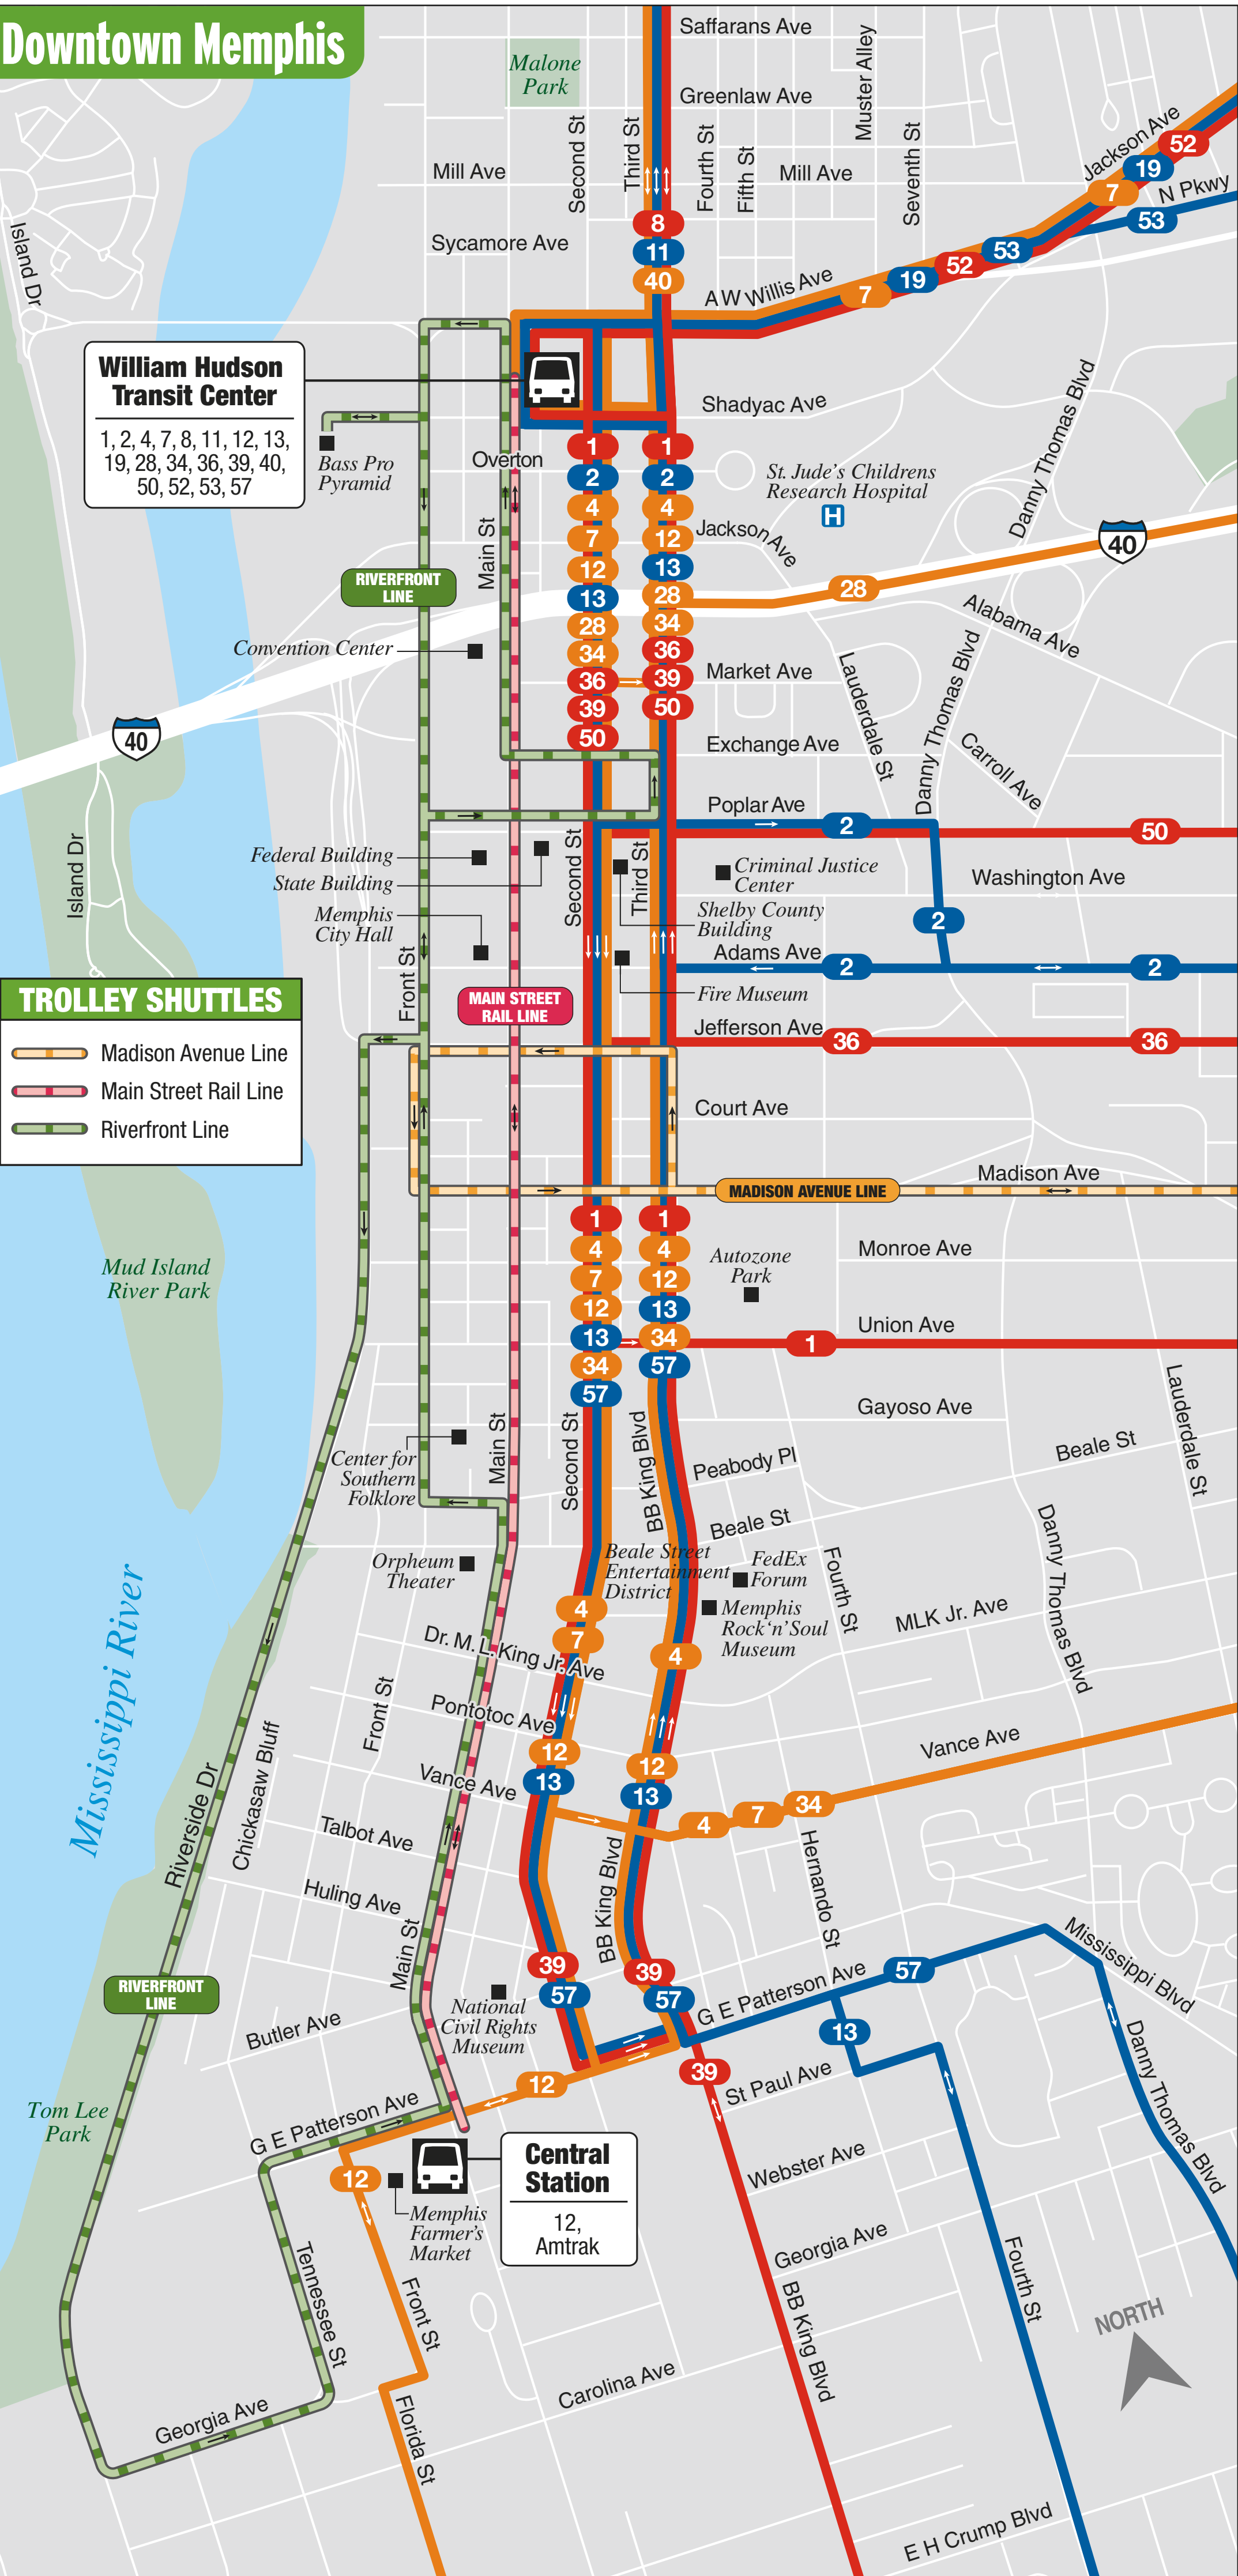 Downtown Memphis
Saffarans Ave
Malone
Park
Greenlaw Ave
Muster Alley
Second St
Third St
Fourth St
Fifth St
Seventh St
Mill Ave
Mill Ave
Jackson Ave
52
19
7
N Pkwy
53
Island Dr
8
11
40
Sycamore Ave
A W Willis Ave
7
19
52
53
William Hudson
Transit Center
1, 2, 4, 7, 8, 11, 12, 13,
19, 28, 34, 36, 39, 40,
50, 52, 53, 57
Shadyac Ave
Danny Thomas Blvd
Bass Pro
Pyramid
Overton
Main St
1
2
4
7
12
13
28
34
36
39
50
1
2
4
12
13
28
34
36
39
50
St. Jude's Childrens
Research Hospital
H
Jackson Ave
40
28
RIVERFRONT
LINE
Alabama Ave
Convention Center
Market Ave
Lauderdale St
Danny Thomas Blvd
40
Exchange Ave
Carroll Ave
Poplar Ave
2
50
Island Dr
Federal Building
State Building
Second St
Third St
Criminal Justice
Center
Washington Ave
Memphis
City Hall
Shelby County
Building
2
Front St
Adams Ave
2
2
Fire Museum
MAIN STREET
RAIL LINE
Jefferson Ave
36
36
TROLLEY SHUTTLES
Madison Avenue Line
Main Street Rail Line
Riverfront Line
Court Ave
Madison Ave
MADISON AVENUE LINE
1
4
7
12
13
34
57
1
4
12
13
34
57
Monroe Ave
Autozone
Park
Mud Island
River Park
Union Ave
1
Lauderdale St
Gayoso Ave
Main St
Second St
BB King Blvd
Center for
Southern
Folklore
Peabody Pl
Beale St
Beale St
Danny Thomas Blvd
Orpheum
Theater
Beale Street
Entertainment
District
FedEx
Forum
Fourth St
Memphis
Rock'n'Soul
Museum
MLK Jr. Ave
4
7
4
Dr. M. L. King Jr. Ave
Mississippi River
Front St
Pontotoc Ave
12
13
12
13
Vance Ave
Vance Ave
4
7
34
Chickasaw Bluff
Riverside Dr
Talbot Ave
Huling Ave
BB King Blvd
Hernando St
Main St
39
57
39
57
G E Patterson Ave
57
Mississippi Blvd
13
RIVERFRONT
LINE
National
Civil Rights
Museum
Butler Ave
Danny Thomas Blvd
39
St Paul Ave
12
Tom Lee
Park
G E Patterson Ave
12
Central
Station
12,
Amtrak
Webster Ave
Memphis
Farmer's
Market
Georgia Ave
Tennessee St
Front St
Fourth St
BB King Blvd
NORTH
Carolina Ave
Georgia Ave
Florida St
E H Crump Blvd